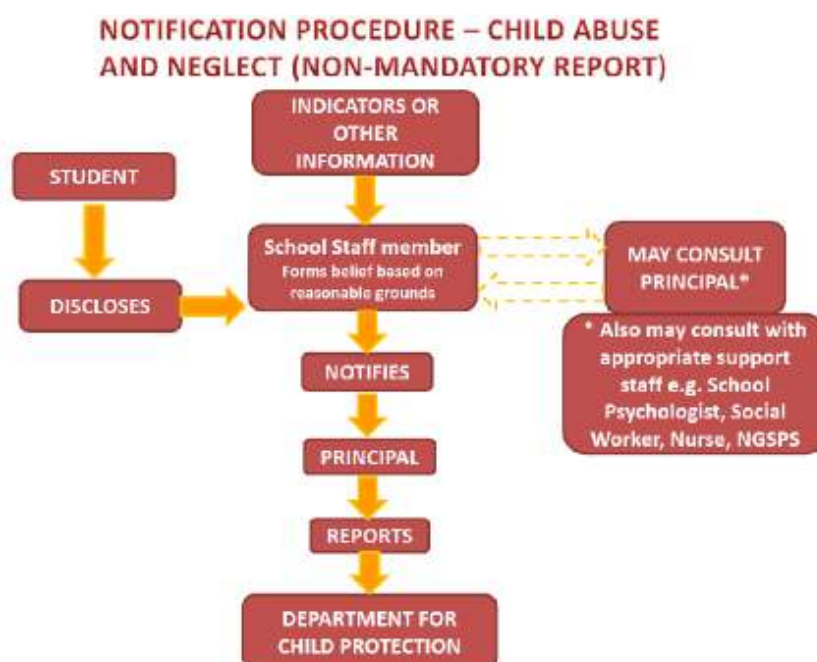 NOTIFICATION PROCEDURE – CHILD ABUSE
AND NEGLECT (NON-MANDATORY REPORT)
INDICATORS OR
OTHER
INFORMATION
STUDENT
DISCLOSES
School Staff member
Forms belief based on
reasonable grounds
MAY CONSULT
PRINCIPAL*
* Also may consult with
appropriate support
staff e.g. School
Psychologist, Social
Worker, Nurse, NGSPS
NOTIFIES
PRINCIPAL
REPORTS
DEPARTMENT FOR
CHILD PROTECTION